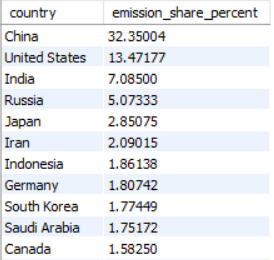 country emission_share_percent
China 32.35004
United States 13.47177
India 7.08500
Russia 5.07333
Japan 2.85075
Iran 2.09015
Indonesia 1.86138
Germany 1.80742
South Korea 1.77449
Saudi Arabia 1.75172
Canada 1.58250